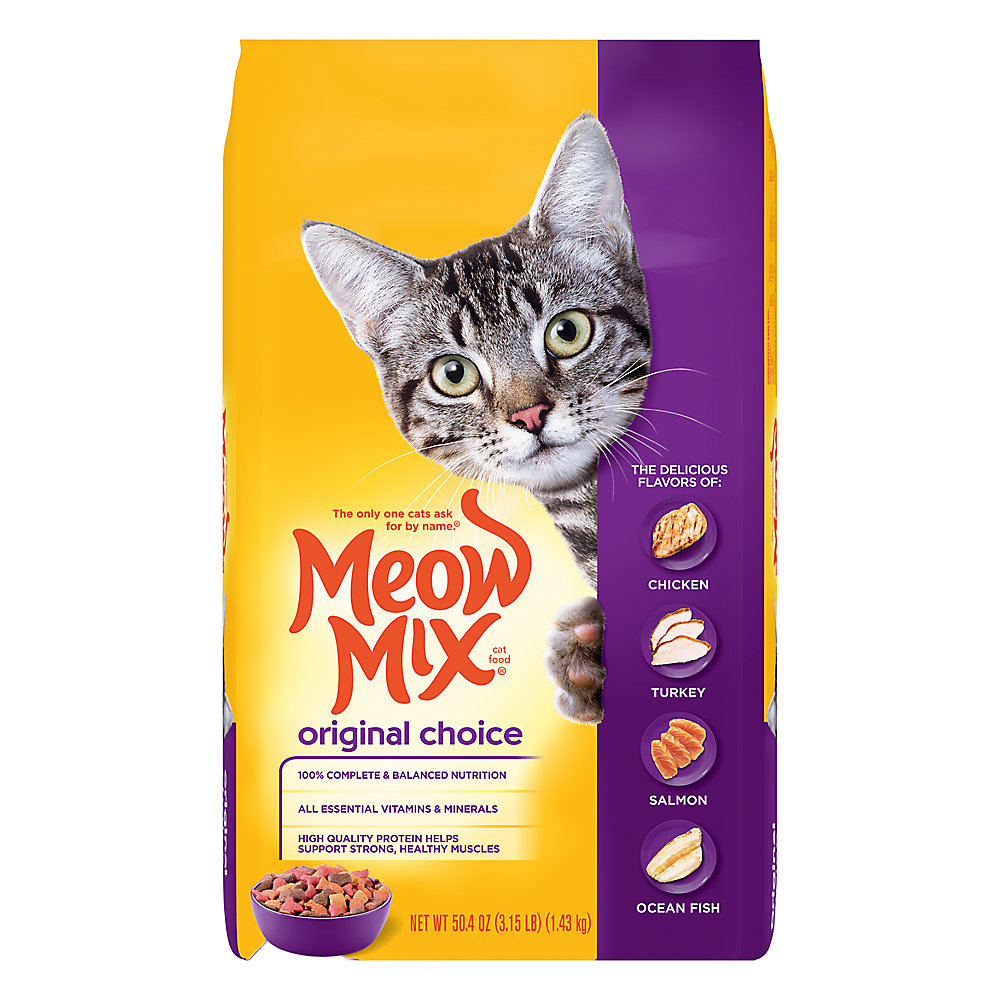 THE DELICIOUS
FLAVORS OF:
The only one cats ask
for by name.®
Meow
Mix
cat
food
®
original choice
100% COMPLETE & BALANCED NUTRITION
ALL ESSENTIAL VITAMINS & MINERALS
HIGH QUALITY PROTEIN HELPS
SUPPORT STRONG, HEALTHY MUSCLES
CHICKEN
TURKEY
SALMON
OCEAN FISH
NET WT 50.4 OZ (3.15 LB) (1.43 kg)
original